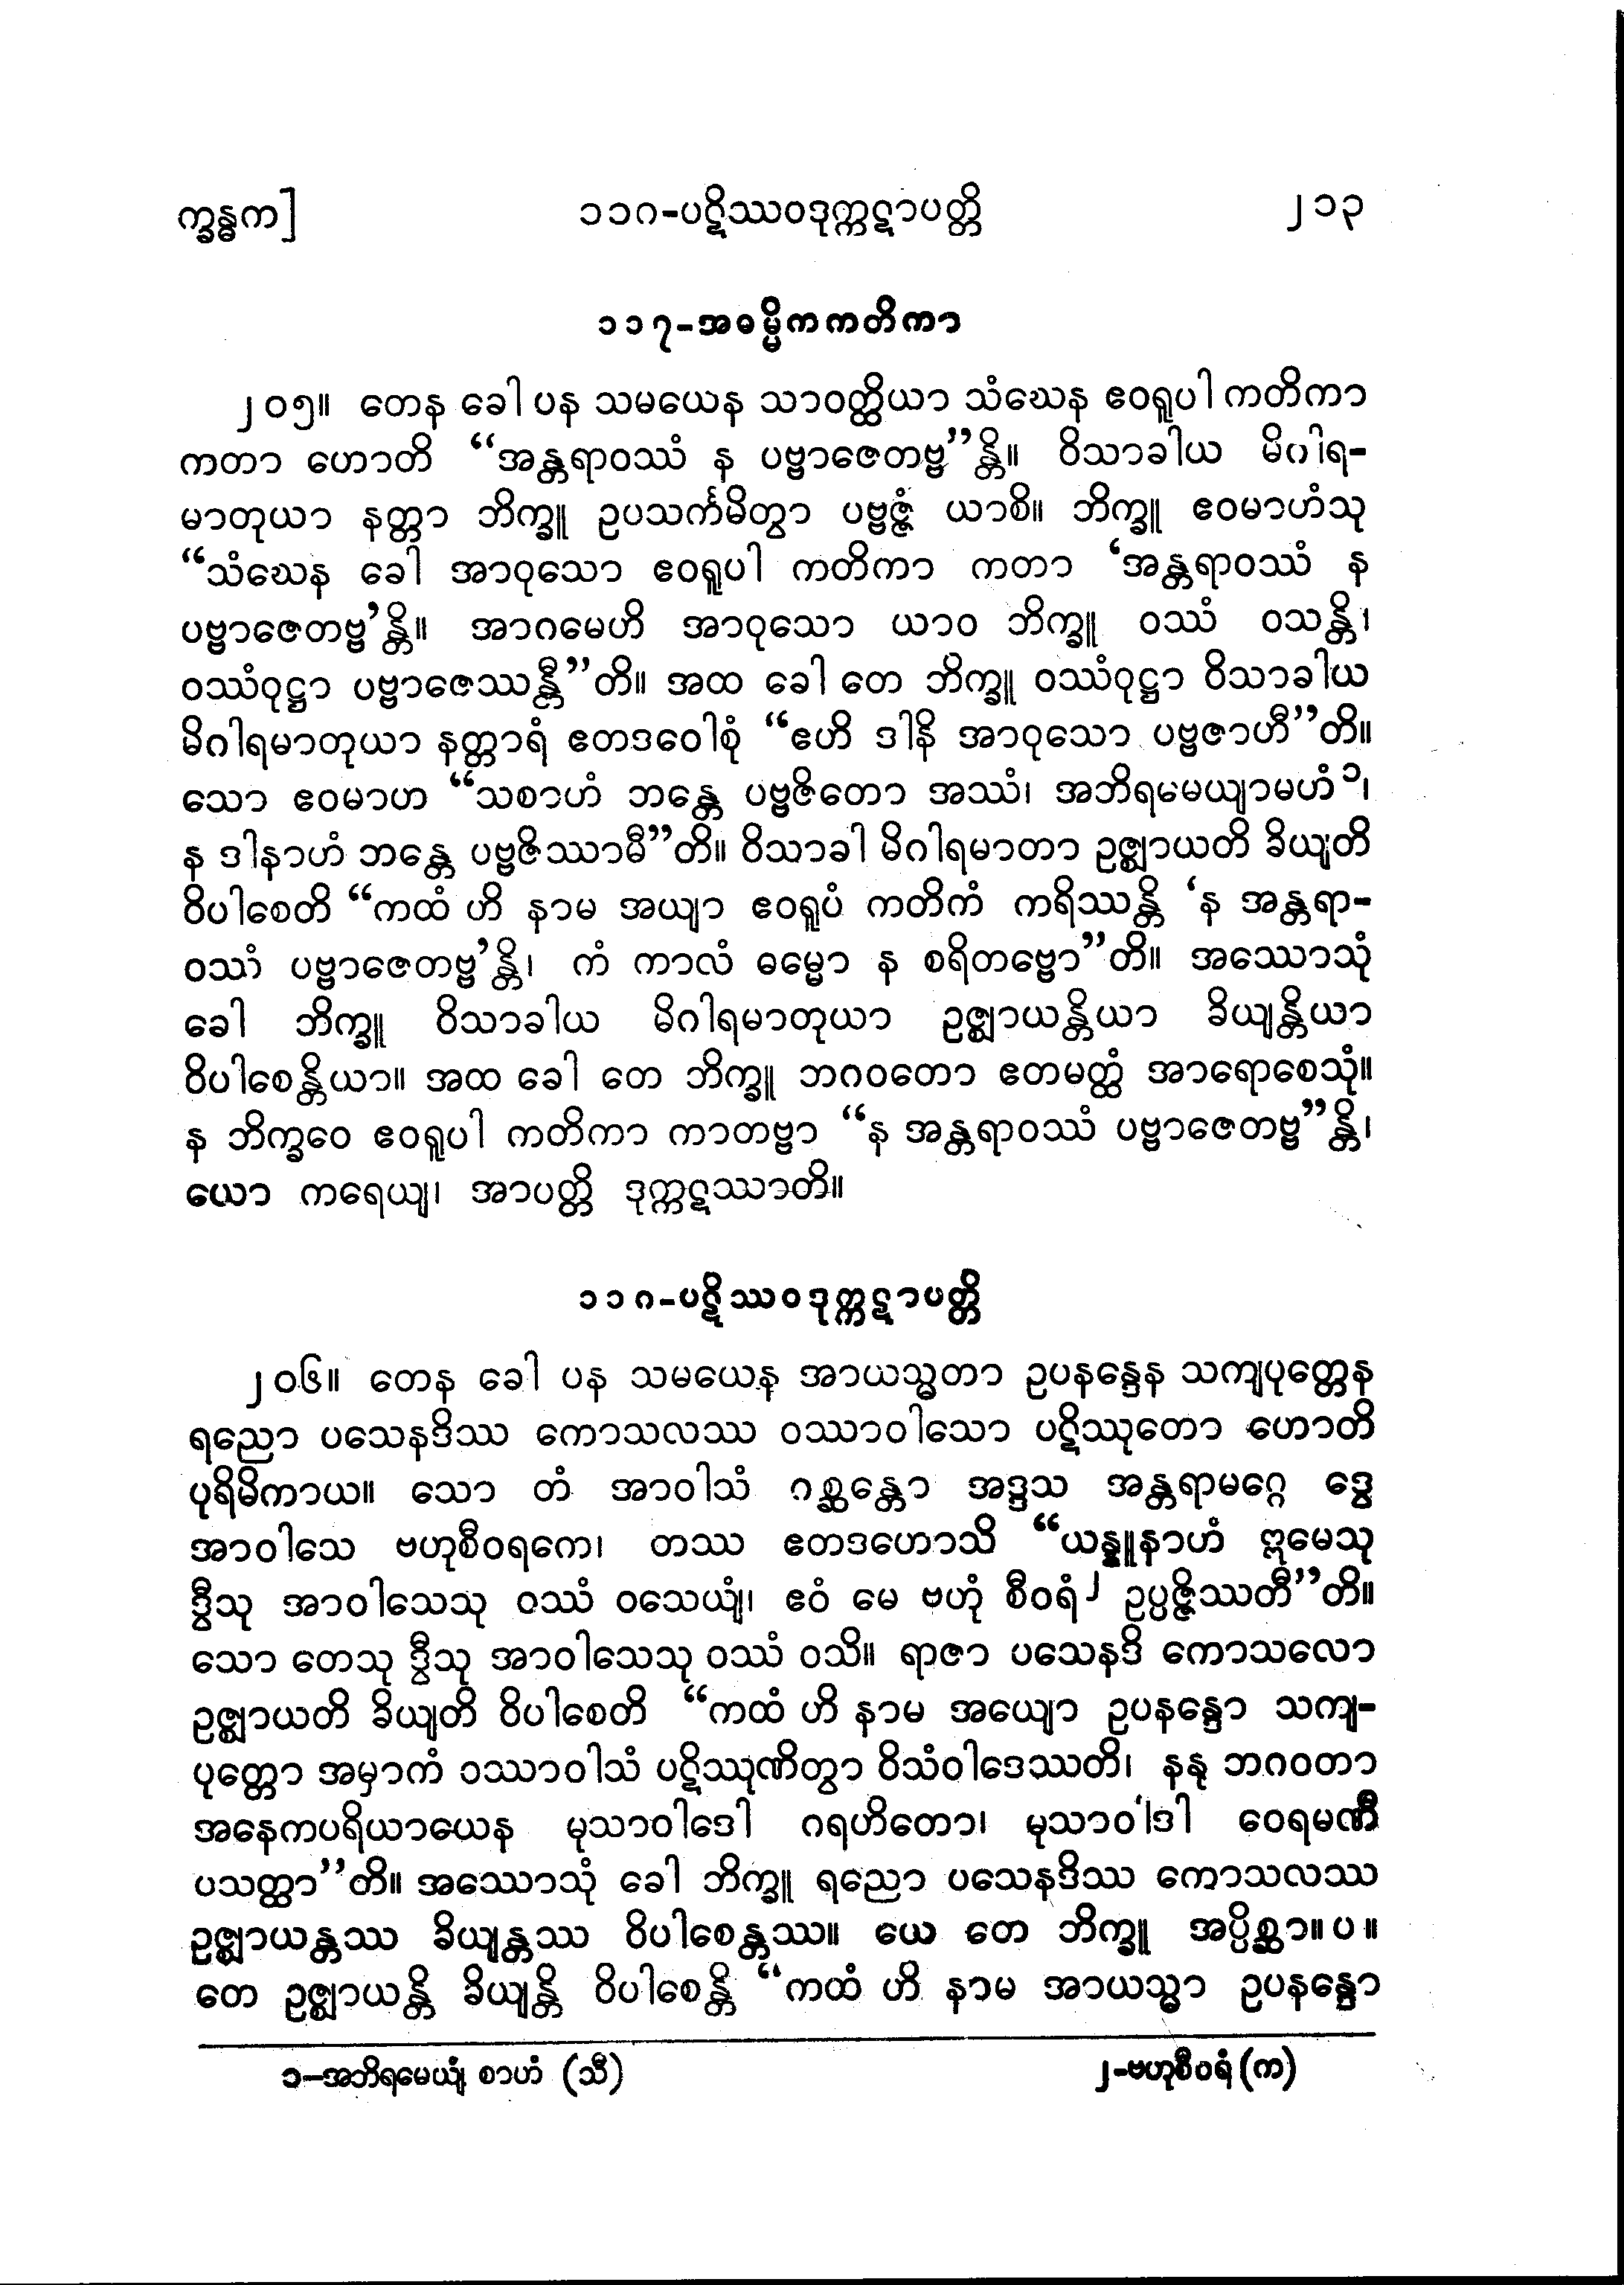 က္ခန္ဓက] ၁၁ဂ-ပဋိဿဝဒုက္ကဋာပတ္တိ ၂၁၃
၁၁၇-အဓမ္မိကကတိကာ
၂၀၅။ တေန ခေါ ပန သမယေန သာဝတ္ထိယာ သံဃေန ဧဝရူပါ ကတိကာ
ကတာ ဟောတိ “အန္တရာဝဿံ န ပဗ္ဗာဇေတဗ္ဗ”န္တိ။ ဝိသာခါယ မိဂါရ-
မာတုယာ နတ္တာ ဘိက္ခူ ဥပသင်္ကမိတွာ ပဗ္ဗဇ္ဇံ ယာစိ။ ဘိက္ခူ ဧဝမာဟံသု
“သံဃေန ခေါ အာဝုသော ဧဝရူပါ ကတိကာ ကတာ ‘အန္တရာဝဿံ န
ပဗ္ဗာဇေတဗ္ဗ’န္တိ။ အာဂမေဟိ အာဝုသော ယာဝ ဘိက္ခူ ဝဿံ ဝသန္တိ၊
ဝဿံဝုဋ္ဌာ ပဗ္ဗာဇေဿန္တီ”တိ။ အထ ခေါ တေ ဘိက္ခူ ဝဿံဝုဋ္ဌာ ဝိသာခါယ
မိဂါရမာတုယာ နတ္တာရံ ဧတဒဝေါစုံ “ဧဟိ ဒါနိ အာဝုသော ပဗ္ဗဇာဟီ”တိ။
သော ဧဝမာဟ “သစာဟံ ဘန္တေ ပဗ္ဗဇိတော အဿံ၊ အဘိရမေယျာမဟံ၁၊
န ဒါနာဟံ ဘန္တေ ပဗ္ဗဇိဿာမီ”တိ။ ဝိသာခါ မိဂါရမာတာ ဥဇ္ဈာယတိ ခိယျတိ
ဝိပါစေတိ “ကထံ ဟိ နာမ အယျာ ဧဝရူပံ ကတိကံ ကရိဿန္တိ ‘န အန္တရာ-
ဝဿံ ပဗ္ဗာဇေတဗ္ဗ’န္တိ၊ ကံ ကာလံ ဓမ္မော န စရိတဗ္ဗော”တိ။ အဿောသုံ
ခေါ ဘိက္ခူ ဝိသာခါယ မိဂါရမာတုယာ ဥဇ္ဈာယန္တိယာ ခိယျန္တိယာ
ဝိပါစေန္တိယာ။ အထ ခေါ တေ ဘိက္ခူ ဘဂဝတော ဧတမတ္ထံ အာရောစေသုံ။
န ဘိက္ခဝေ ဧဝရူပါ ကတိကာ ကာတဗ္ဗာ “န အန္တရာဝဿံ ပဗ္ဗာဇေတဗ္ဗ”န္တိ၊
ယော ကရေယျ၊ အာပတ္တိ ဒုက္ကဋဿာတိ။
၁၁ဂ-ပဋိဿဝဒုက္ကဋာပတ္တိ
၂၀၆။ တေန ခေါ ပန သမယေန အာယသ္မတာ ဥပနန္ဒေန သကျပုတ္တေန
ရညော ပသေနဒိဿ ကောသလဿ ဝဿာဝါသော ပဋိဿုတော ဟောတိ
ပုရိမိကာယ။ သော တံ အာဝါသံ ဂစ္ဆန္တော အဒ္ဒသ အန္တရာမဂ္ဂေ ဒွေ
အာဝါသေ ဗဟုစီဝရကေ၊ တဿ ဧတဒဟောသိ “ယန္နူနာဟံ ဣမေသု
ဒွီသု အာဝါသေသု ဝဿံ ဝသေယျံ၊ ဧဝံ မေ ဗဟုံ စီဝရံ၂ ဥပ္ပဇ္ဇိဿတီ”တိ။
သော တေသု ဒွီသု အာဝါသေသု ဝဿံ ဝသိ။ ရာဇာ ပသေနဒိ ကောသလော
ဥဇ္ဈာယတိ ခိယျတိ ဝိပါစေတိ “ကထံ ဟိ နာမ အယျော ဥပနန္ဒော သကျ-
ပုတ္တော အမှာကံ ဝဿာဝါသံ ပဋိဿုဏိတွာ ဝိသံဝါဒေဿတိ၊ နနု ဘဂဝတာ
အနေကပရိယာယေန မုသာဝါဒေါ ဂရဟိတော၊ မုသာဝါဒါ ဝေရမဏီ
ပသတ္ထာ”တိ။ အဿောသုံ ခေါ ဘိက္ခူ ရညော ပသေနဒိဿ ကောသလဿ
ဥဇ္ဈာယန္တဿ ခိယျန္တဿ ဝိပါစေန္တဿ။ ယေ တေ ဘိက္ခူ အပ္ပိစ္ဆာ။ပ။
တေ ဥဇ္ဈာယန္တိ ခိယျန္တိ ဝိပါစေန္တိ “ကထံ ဟိ နာမ အာယသ္မာ ဥပနန္ဒော
၁–အဘိရမေယျံ စာဟံ (သီ) ၂-ဗဟုစီဝရံ (က)